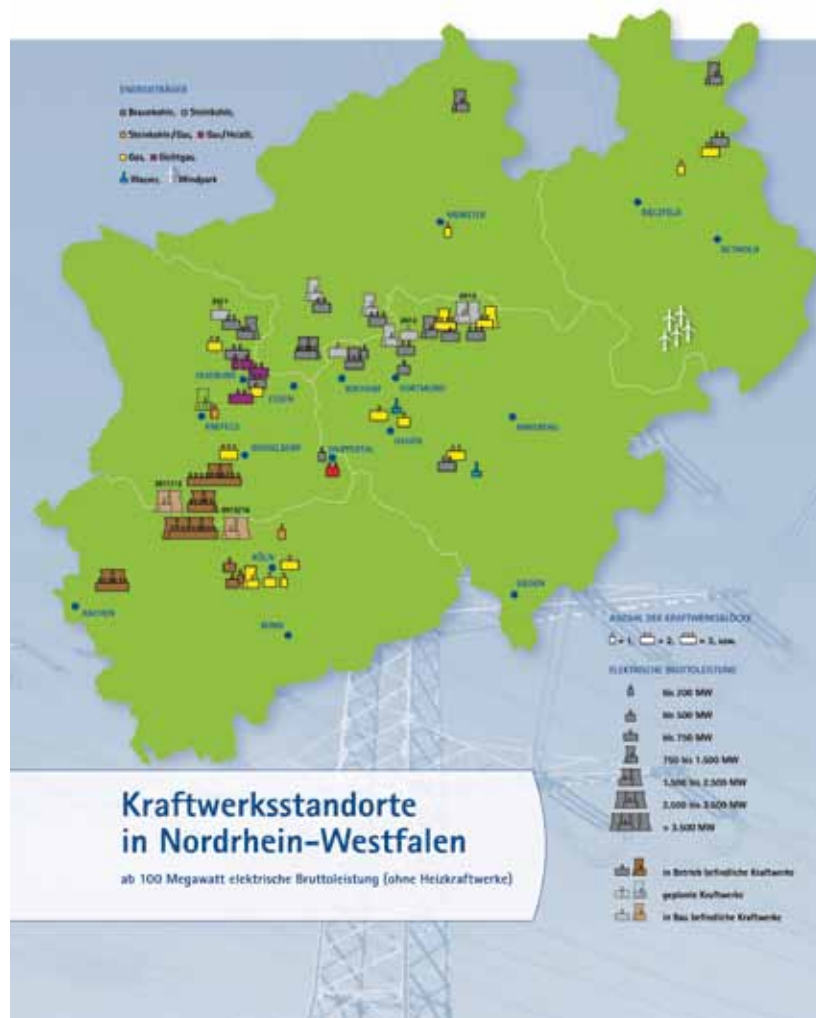 ENERGIETRÄGER
Braunkohle, Steinkohle,
Steinkohle/Gas, Gas/Heizöl,
Gas, Gichtgas,
Wasser, Windpark
MÜNSTER
BIELEFELD
DETMOLD
DUISBURG
ESSEN
BOCHUM
DORTMUND
KREFELD
HAGEN
ARNSBERG
DÜSSELDORF
WUPPERTAL
KÖLN
AACHEN
BONN
SIEGEN
ANZAHL DER KRAFTWERKSBLÖCKE
= 1, = 2, = 3, usw.
ELEKTRISCHE BRUTTOLEISTUNG
bis 200 MW
bis 500 MW
bis 750 MW
750 bis 1.500 MW
1.500 bis 2.500 MW
2.500 bis 3.500 MW
> 3.500 MW
in Betrieb befindliche Kraftwerke
geplante Kraftwerke
in Bau befindliche Kraftwerke
Kraftwerksstandorte
in Nordrhein-Westfalen
ab 100 Megawatt elektrische Bruttoleistung (ohne Heizkraftwerke)